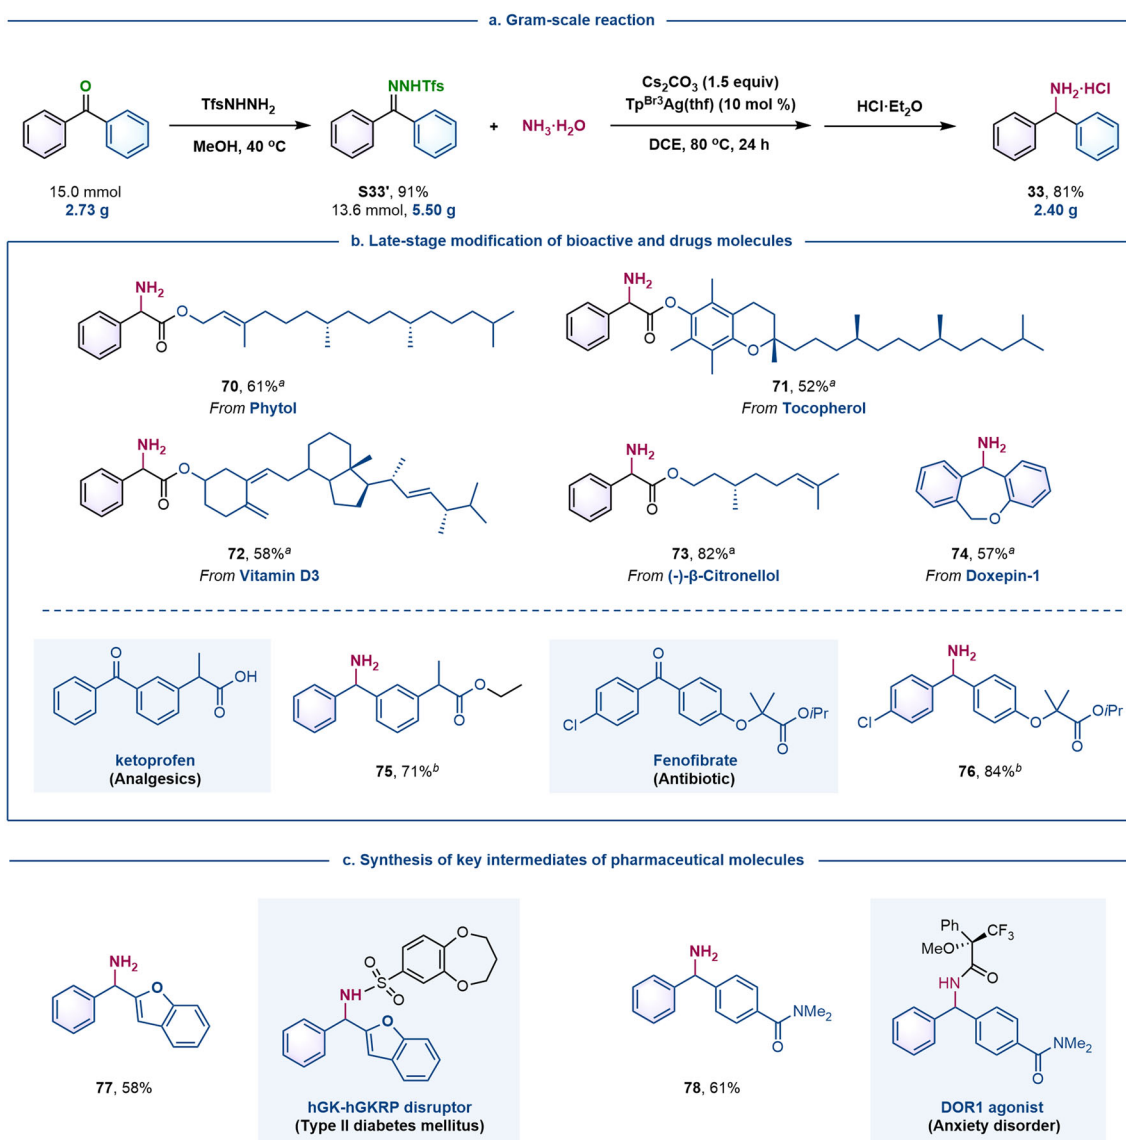 a. Gram-scale reaction
O
TfsNHNH2
MeOH, 40 °C
15.0 mmol
2.73 g
NNHTfs
S33', 91%
13.6 mmol, 5.50 g
+
NH3·H2O
Cs2CO3 (1.5 equiv)
Tp^Br3Ag(thf) (10 mol %)
DCE, 80 °C, 24 h
HCl·Et2O
NH2·HCl
33, 81%
2.40 g
b. Late-stage modification of bioactive and drugs molecules
NH2
O
O
70, 61%^a
From Phytol
NH2
O
O
O
71, 52%^a
From Tocopherol
NH2
O
O
72, 58%^a
From Vitamin D3
NH2
O
O
73, 82%^a
From (-)-β-Citronellol
NH2
O
74, 57%^a
From Doxepin-1
O
OH
O
ketoprofen
(Analgesics)
NH2
O
O
75, 71%^b
O
Cl
O
OiPr
O
Fenofibrate
(Antibiotic)
NH2
Cl
O
OiPr
O
76, 84%^b
c. Synthesis of key intermediates of pharmaceutical molecules
NH2
O
77, 58%
O
O
O
S
O
NH
O
hGK-hGKRP disruptor
(Type II diabetes mellitus)
NH2
NMe2
O
78, 61%
Ph
CF3
MeO
O
HN
NMe2
O
DOR1 agonist
(Anxiety disorder)